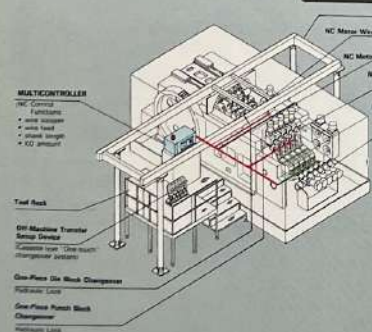 NC Motor Wire
NC Moto
N
MULTICONTROLLER
NC Control
Functions
• wire
• wire feed
• shank length
• KO amount
Tool Rack
Off-Machine Transfer
Setup Device
(Cassette type "One-touch"
changeover system)
One-Piece Die Block Changeover
Hydraulic Lock
One-Piece Punch Block
Changeover
Hydraulic Lock